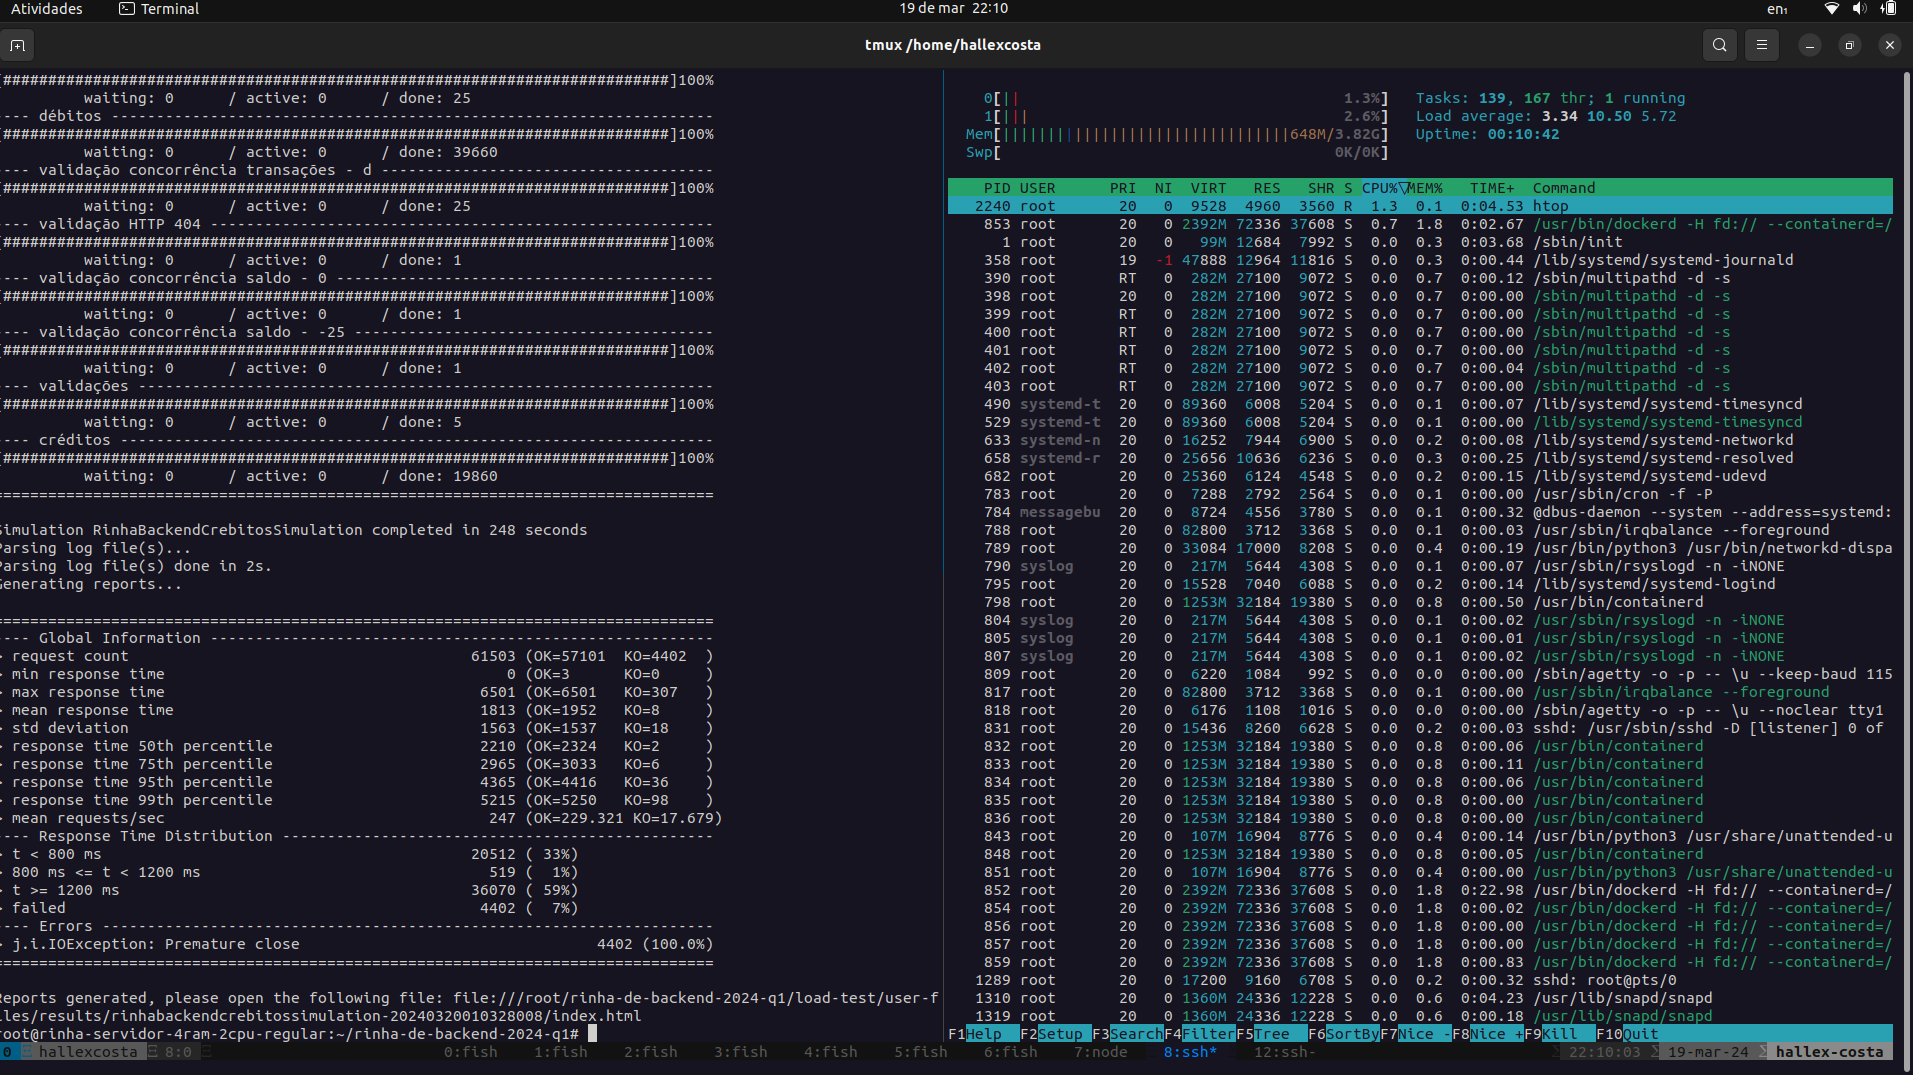 Atividades
Terminal
19 de mar 22:10
en₁
tmux /home/hallexcosta
[##########################################################################]100%
waiting: 0 / active: 0 / done: 25
---- débitos -------------------------------------------------------------------
[##########################################################################]100%
waiting: 0 / active: 0 / done: 39660
---- validação concorrência transações - d -------------------------------------
[##########################################################################]100%
waiting: 0 / active: 0 / done: 25
---- validação HTTP 404 --------------------------------------------------------
[##########################################################################]100%
waiting: 0 / active: 0 / done: 1
---- validação concorrência saldo - 0 ------------------------------------------
[##########################################################################]100%
waiting: 0 / active: 0 / done: 1
---- validação concorrência saldo - -25 ----------------------------------------
[##########################################################################]100%
waiting: 0 / active: 0 / done: 1
---- validações ----------------------------------------------------------------
[##########################################################################]100%
waiting: 0 / active: 0 / done: 5
---- créditos ------------------------------------------------------------------
[##########################################################################]100%
waiting: 0 / active: 0 / done: 19860
================================================================================
Simulation RinhaBackendCrebitosSimulation completed in 248 seconds
Parsing log file(s)...
Parsing log file(s) done in 2s.
Generating reports...
================================================================================
---- Global Information --------------------------------------------------------
> request count 61503 (OK=57101 KO=4402 )
> min response time 0 (OK=3 KO=0 )
> max response time 6501 (OK=6501 KO=307 )
> mean response time 1813 (OK=1952 KO=8 )
> std deviation 1563 (OK=1537 KO=18 )
> response time 50th percentile 2210 (OK=2324 KO=2 )
> response time 75th percentile 2965 (OK=3033 KO=6 )
> response time 95th percentile 4365 (OK=4416 KO=36 )
> response time 99th percentile 5215 (OK=5250 KO=98 )
> mean requests/sec 247 (OK=229.321 KO=17.679)
---- Response Time Distribution ------------------------------------------------
> t < 800 ms 20512 ( 33%)
> 800 ms <= t < 1200 ms 519 ( 1%)
> t >= 1200 ms 36070 ( 59%)
> failed 4402 ( 7%)
---- Errors --------------------------------------------------------------------
> j.i.IOException: Premature close 4402 (100.0%)
================================================================================
Reports generated, please open the following file: file:///root/rinha-de-backend-2024-q1/load-test/user-f
iles/results/rinhabackendcrebitossimulation-20240320010328008/index.html
root@rinha-servidor-4ram-2cpu-regular:~/rinha-de-backend-2024-q1#
0[|| 1.3%] Tasks: 139, 167 thr; 1 running
1[||| 2.6%] Load average: 3.34 10.50 5.72
Mem[||||||||||||||||||||||||||||||||648M/3.82G] Uptime: 00:10:42
Swp[ 0K/0K]
PID USER PRI NI VIRT RES SHR S CPU%▽MEM% TIME+ Command
2240 root 20 0 9528 4960 3560 R 1.3 0.1 0:04.53 htop
853 root 20 0 2392M 72336 37608 S 0.7 1.8 0:02.67 /usr/bin/dockerd -H fd:// --containerd=/
1 root 20 0 99M 12684 7992 S 0.0 0.3 0:03.68 /sbin/init
358 root 19 -1 47888 12964 11816 S 0.0 0.3 0:00.44 /lib/systemd/systemd-journald
390 root RT 0 282M 27100 9072 S 0.0 0.7 0:00.12 /sbin/multipathd -d -s
398 root 20 0 282M 27100 9072 S 0.0 0.7 0:00.00 /sbin/multipathd -d -s
399 root RT 0 282M 27100 9072 S 0.0 0.7 0:00.00 /sbin/multipathd -d -s
400 root RT 0 282M 27100 9072 S 0.0 0.7 0:00.00 /sbin/multipathd -d -s
401 root RT 0 282M 27100 9072 S 0.0 0.7 0:00.00 /sbin/multipathd -d -s
402 root RT 0 282M 27100 9072 S 0.0 0.7 0:00.04 /sbin/multipathd -d -s
403 root RT 0 282M 27100 9072 S 0.0 0.7 0:00.00 /sbin/multipathd -d -s
490 systemd-t 20 0 89360 6008 5204 S 0.0 0.1 0:00.07 /lib/systemd/systemd-timesyncd
529 systemd-t 20 0 89360 6008 5204 S 0.0 0.1 0:00.00 /lib/systemd/systemd-timesyncd
633 systemd-n 20 0 16252 7944 6900 S 0.0 0.2 0:00.08 /lib/systemd/systemd-networkd
658 systemd-r 20 0 25656 10636 6236 S 0.0 0.3 0:00.25 /lib/systemd/systemd-resolved
682 root 20 0 25360 6124 4548 S 0.0 0.2 0:00.15 /lib/systemd/systemd-udevd
783 root 20 0 7288 2792 2564 S 0.0 0.1 0:00.00 /usr/sbin/cron -f -P
784 messagebu 20 0 8724 4556 3780 S 0.0 0.1 0:00.32 @dbus-daemon --system --address=systemd:
788 root 20 0 82800 3712 3368 S 0.0 0.1 0:00.03 /usr/sbin/irqbalance --foreground
789 root 20 0 33084 17000 8208 S 0.0 0.4 0:00.19 /usr/bin/python3 /usr/bin/networkd-dispa
790 syslog 20 0 217M 5644 4308 S 0.0 0.1 0:00.07 /usr/sbin/rsyslogd -n -iNONE
795 root 20 0 15528 7040 6088 S 0.0 0.2 0:00.14 /lib/systemd/systemd-logind
798 root 20 0 1253M 32184 19380 S 0.0 0.8 0:00.50 /usr/bin/containerd
804 syslog 20 0 217M 5644 4308 S 0.0 0.1 0:00.02 /usr/sbin/rsyslogd -n -iNONE
805 syslog 20 0 217M 5644 4308 S 0.0 0.1 0:00.01 /usr/sbin/rsyslogd -n -iNONE
807 syslog 20 0 217M 5644 4308 S 0.0 0.1 0:00.02 /usr/sbin/rsyslogd -n -iNONE
809 root 20 0 6220 1084 992 S 0.0 0.0 0:00.00 /sbin/agetty -o -p -- \u --keep-baud 115
817 root 20 0 82800 3712 3368 S 0.0 0.1 0:00.00 /usr/sbin/irqbalance --foreground
818 root 20 0 6176 1108 1016 S 0.0 0.0 0:00.00 /sbin/agetty -o -p -- \u --noclear tty1
831 root 20 0 15436 8260 6628 S 0.0 0.2 0:00.03 sshd: /usr/sbin/sshd -D [listener] 0 of
832 root 20 0 1253M 32184 19380 S 0.0 0.8 0:00.06 /usr/bin/containerd
833 root 20 0 1253M 32184 19380 S 0.0 0.8 0:00.11 /usr/bin/containerd
834 root 20 0 1253M 32184 19380 S 0.0 0.8 0:00.06 /usr/bin/containerd
835 root 20 0 1253M 32184 19380 S 0.0 0.8 0:00.00 /usr/bin/containerd
836 root 20 0 1253M 32184 19380 S 0.0 0.8 0:00.00 /usr/bin/containerd
843 root 20 0 107M 16904 8776 S 0.0 0.4 0:00.14 /usr/bin/python3 /usr/share/unattended-u
848 root 20 0 1253M 32184 19380 S 0.0 0.8 0:00.05 /usr/bin/containerd
851 root 20 0 107M 16904 8776 S 0.0 0.4 0:00.00 /usr/bin/python3 /usr/share/unattended-u
852 root 20 0 2392M 72336 37608 S 0.0 1.8 0:22.98 /usr/bin/dockerd -H fd:// --containerd=/
854 root 20 0 2392M 72336 37608 S 0.0 1.8 0:00.02 /usr/bin/dockerd -H fd:// --containerd=/
856 root 20 0 2392M 72336 37608 S 0.0 1.8 0:00.00 /usr/bin/dockerd -H fd:// --containerd=/
857 root 20 0 2392M 72336 37608 S 0.0 1.8 0:00.00 /usr/bin/dockerd -H fd:// --containerd=/
859 root 20 0 2392M 72336 37608 S 0.0 1.8 0:00.83 /usr/bin/dockerd -H fd:// --containerd=/
1289 root 20 0 17200 9160 6708 S 0.0 0.2 0:00.32 sshd: root@pts/0
1310 root 20 0 1360M 24336 12228 S 0.0 0.6 0:04.23 /usr/lib/snapd/snapd
1319 root 20 0 1360M 24336 12228 S 0.0 0.6 0:00.18 /usr/lib/snapd/snapd
F1Help F2Setup F3SearchF4FilterF5Tree F6SortByF7Nice -F8Nice +F9Kill F10Quit
0 hallexcosta 8:0 0:fish 1:fish 2:fish 3:fish 4:fish 5:fish 6:fish 7:node 8:ssh* 12:ssh- 22:10:03 19-mar-24 hallex-costa